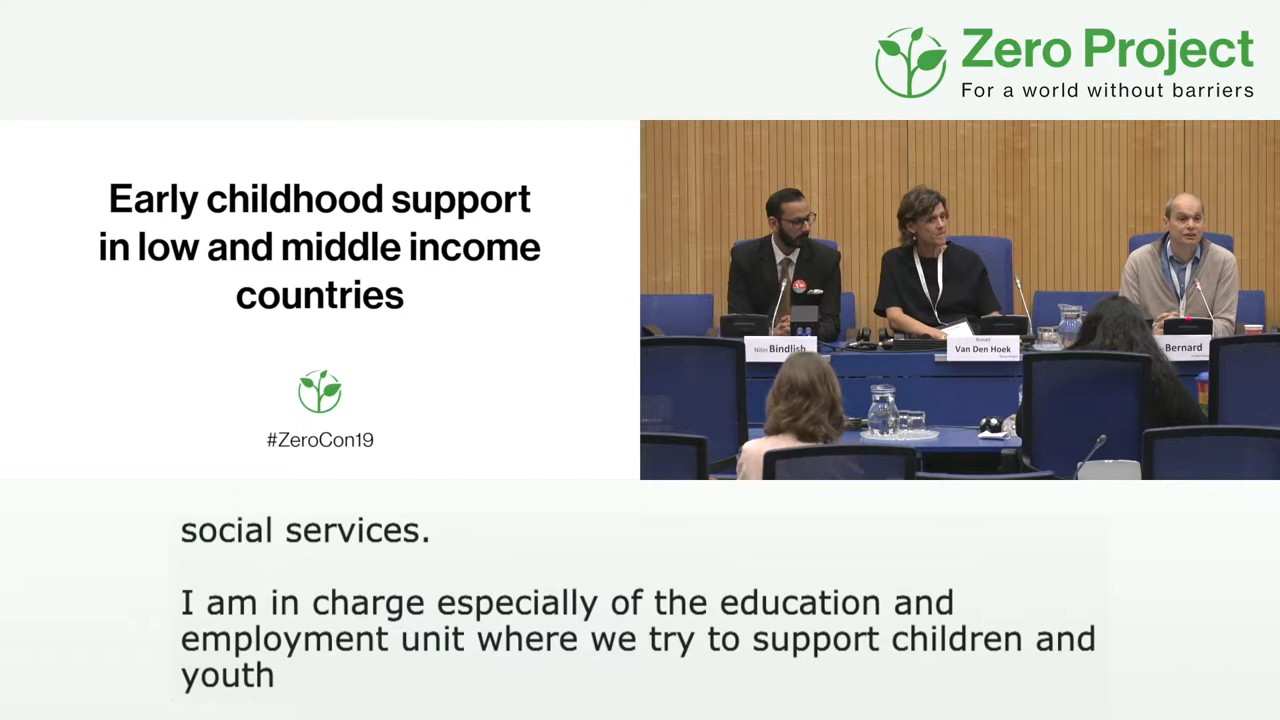 Zero Project
For a world without barriers
Early childhood support
in low and middle income
countries
#ZeroCon19
Nitin Bindlish
Van Den Hoek
Bernard
social services.
I am in charge especially of the education and
employment unit where we try to support children and
youth